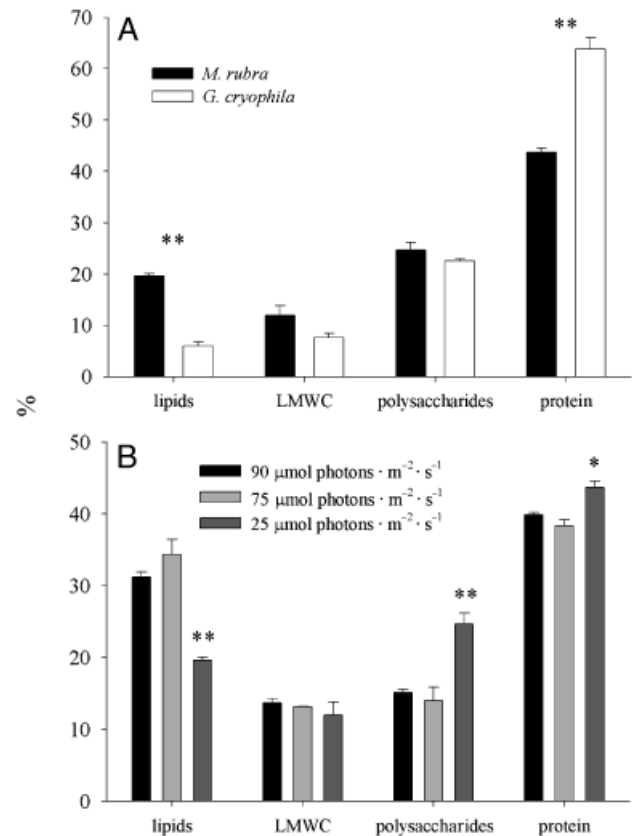 A
**
70
M. rubra
G. cryophila
60
50
40
30
**
20
10
0
lipids
LMWC
polysaccharides
protein
%
B
50
90 μmol photons · m⁻² · s⁻¹
75 μmol photons · m⁻² · s⁻¹
25 μmol photons · m⁻² · s⁻¹
*
40
30
**
**
20
10
0
lipids
LMWC
polysaccharides
protein